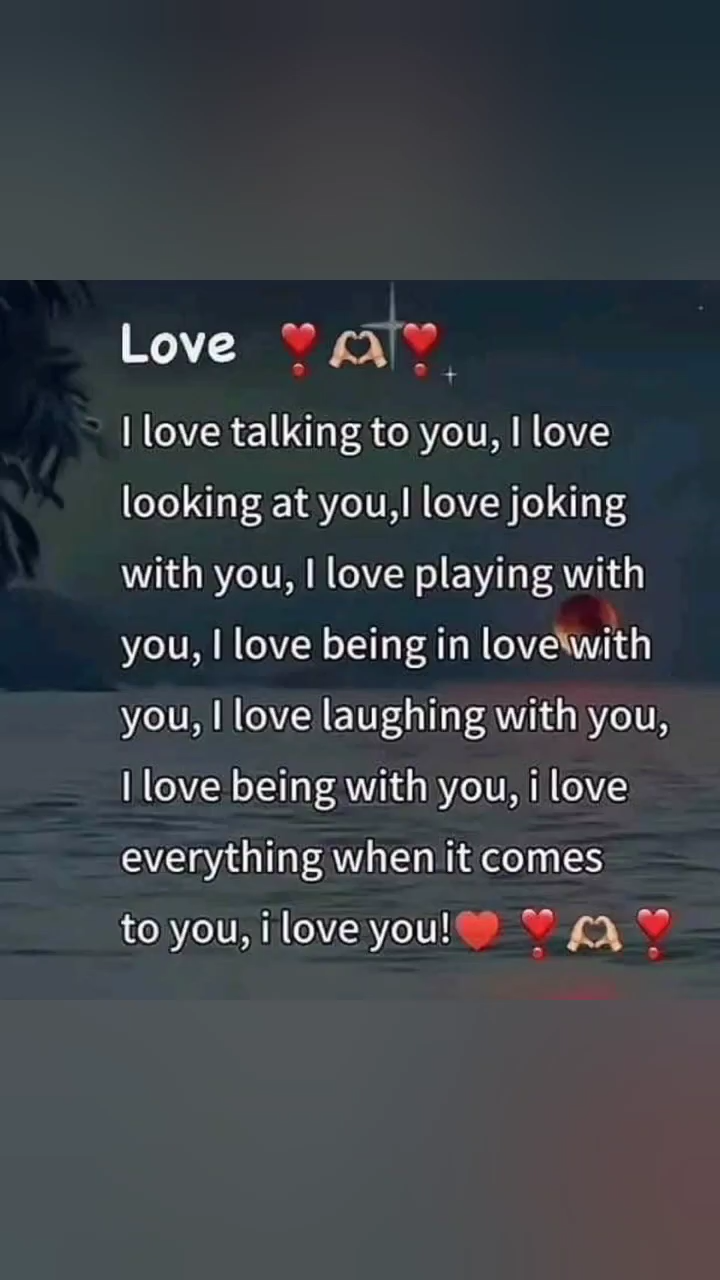 Love ❣️🫶🏼❣️
I love talking to you, I love
looking at you,I love joking
with you, I love playing with
you, I love being in love with
you, I love laughing with you,
I love being with you, i love
everything when it comes
to you, i love you!♥️❣️🫶🏼❣️